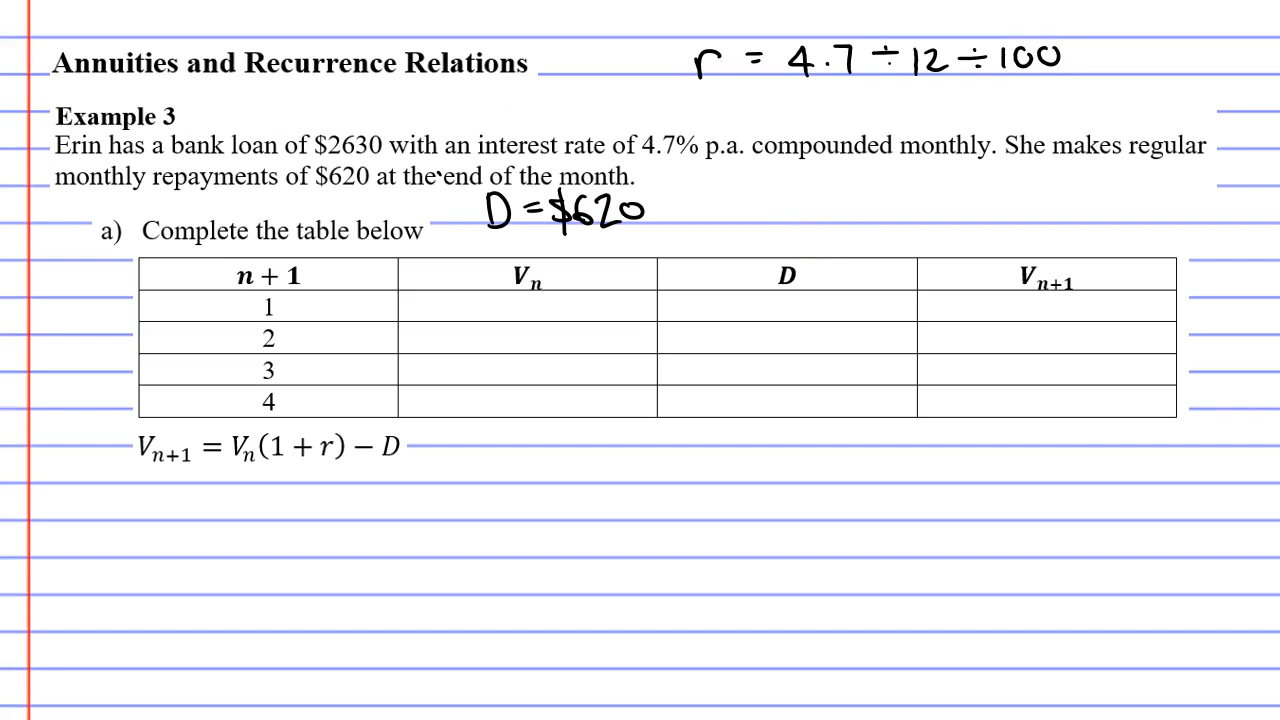 Annuities and Recurrence Relations
r = 4.7 ÷ 12 ÷ 100
Example 3
Erin has a bank loan of $2630 with an interest rate of 4.7% p.a. compounded monthly. She makes regular
monthly repayments of $620 at the end of the month.
D = $620
a) Complete the table below
n + 1 Vₙ D Vₙ₊₁
1
2
3
4
Vₙ₊₁ = Vₙ(1 + r) − D